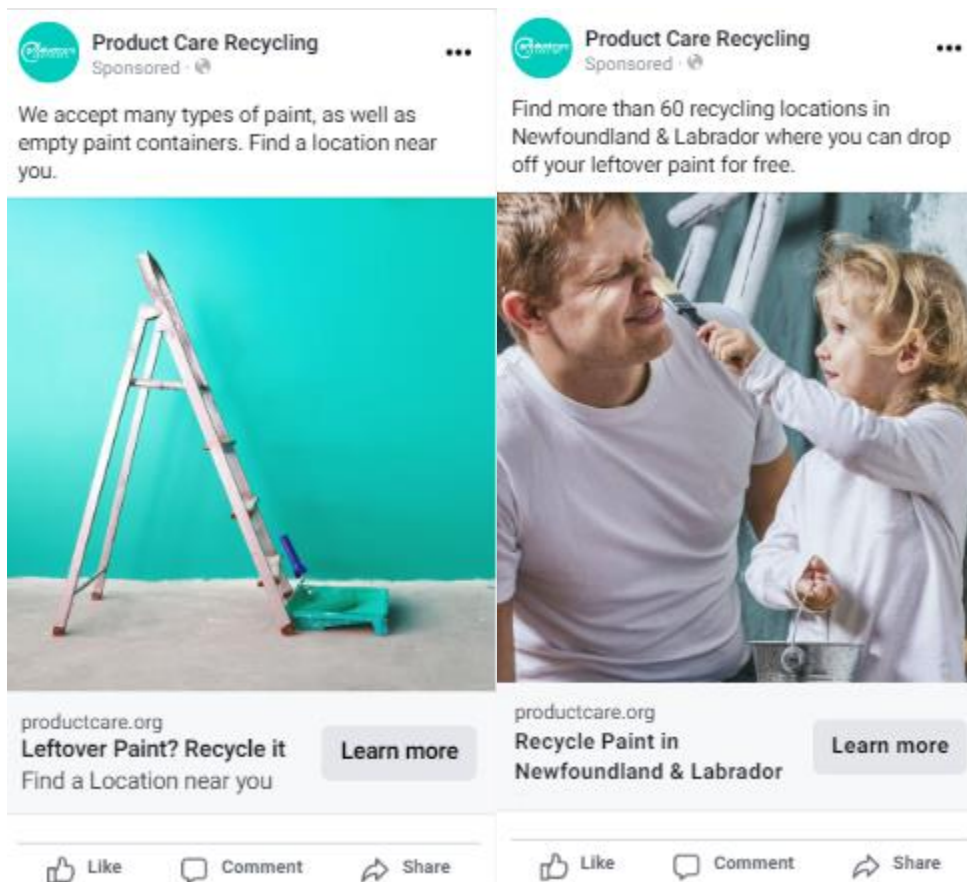 Product Care Recycling
Sponsored ·
We accept many types of paint, as well as
empty paint containers. Find a location near
you.
productcare.org
Leftover Paint? Recycle it
Find a Location near you
Learn more
Like
Comment
Share
Product Care Recycling
Sponsored ·
Find more than 60 recycling locations in
Newfoundland & Labrador where you can drop
off your leftover paint for free.
productcare.org
Recycle Paint in
Newfoundland & Labrador
Learn more
Like
Comment
Share